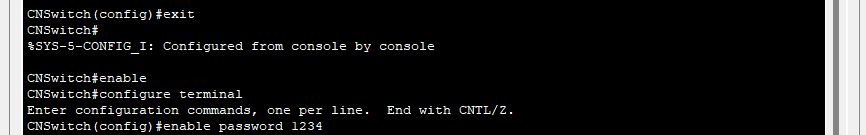 CNSwitch(config)#exit
CNSwitch#
%SYS-5-CONFIG_I: Configured from console by console
CNSwitch#enable
CNSwitch#configure terminal
Enter configuration commands, one per line.  End with CNTL/Z.
CNSwitch(config)#enable password 1234